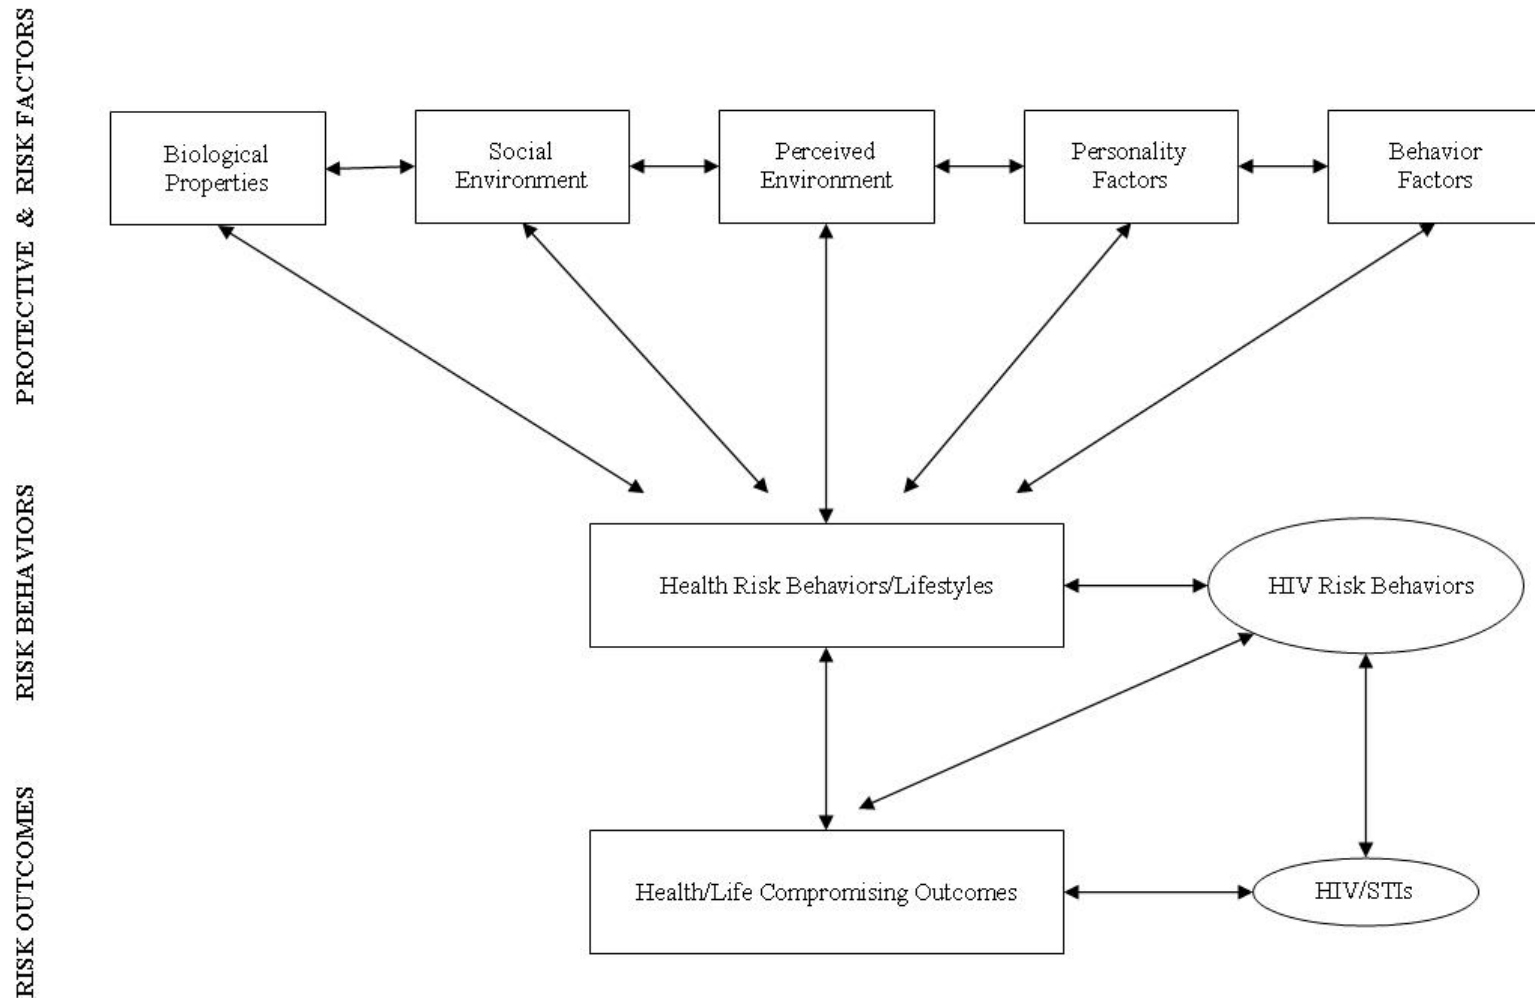 PROTECTIVE & RISK FACTORS
Biological
Properties
Social
Environment
Perceived
Environment
Personality
Factors
Behavior
Factors
RISK BEHAVIORS
Health Risk Behaviors/Lifestyles
HIV Risk Behaviors
RISK OUTCOMES
Health/Life Compromising Outcomes
HIV/STIs